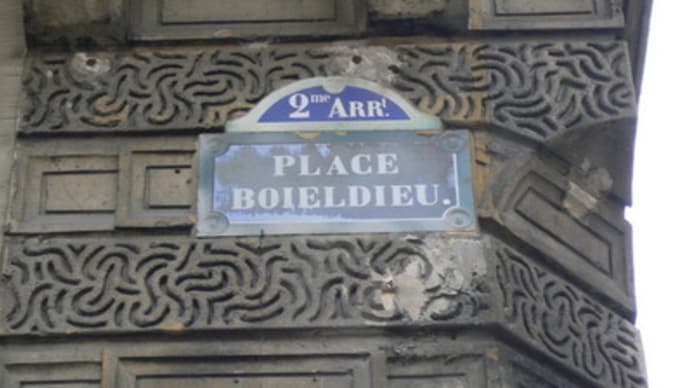 2me ARRt.
PLACE
BOIELDIEU.